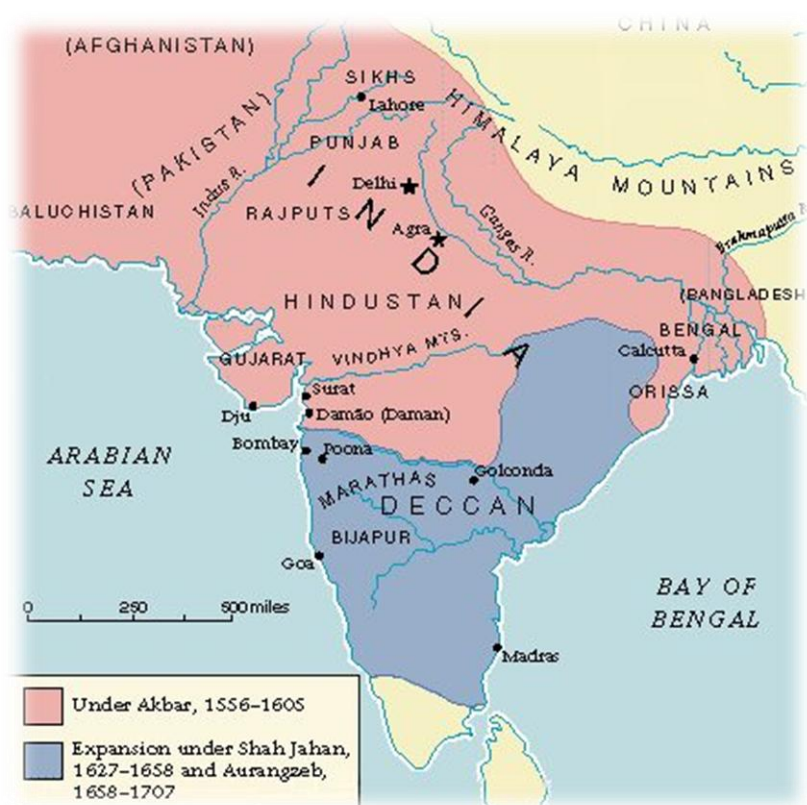 CHINA
(AFGHANISTAN)
SIKHS
Lahore
HIMALAYA MOUNTAINS
PUNJAB
(PAKISTAN)
Indus R.
INDIA
Delhi
BALUCHISTAN
RAJPUTS
Agra
Ganges R.
Brahmaputra
(BANGLADESH
HINDUSTAN
BENGAL
VINDHYA MTS.
Calcutta
GUJARAT
Surat
ORISSA
Dju
Damão (Daman)
Bombay
Poona
ARABIAN
SEA
Golconda
MARATHAS
DECCAN
BIJAPUR
Goa
BAY OF
BENGAL
0 250 500 miles
Madras
Under Akbar, 1556–1605
Expansion under Shah Jahan,
1627–1658 and Aurangzeb,
1658–1707